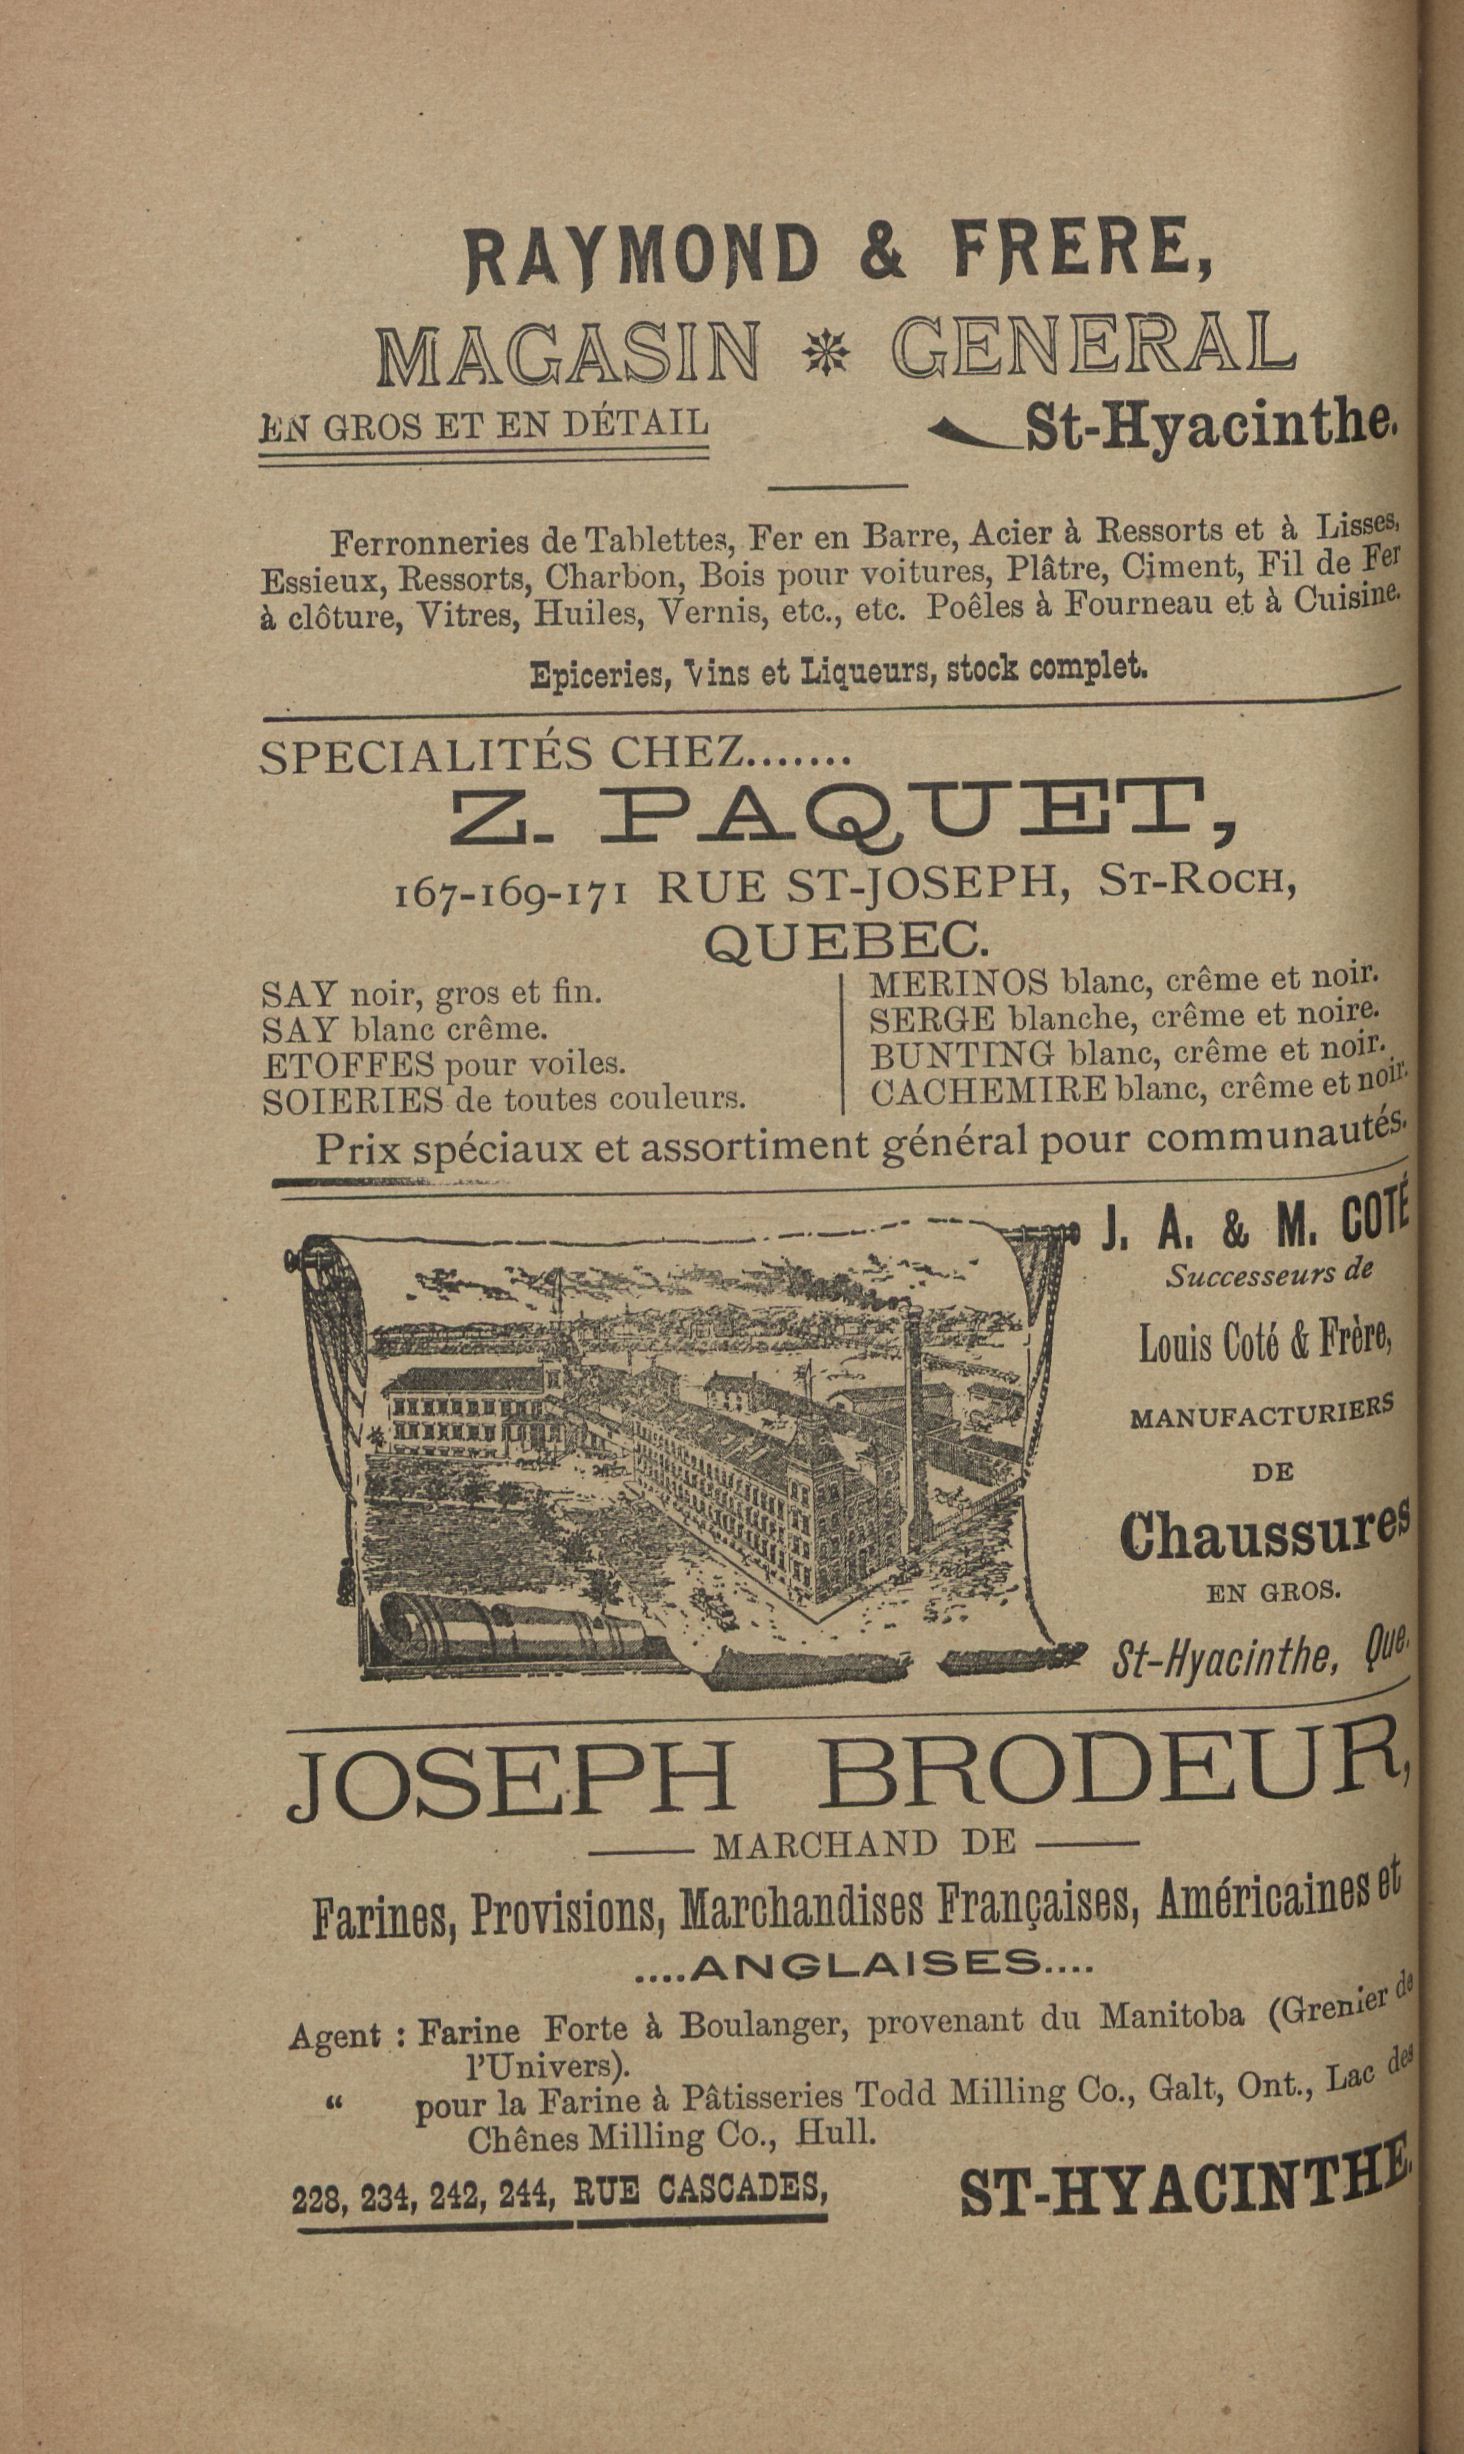 RAYMOND & FRERE,
MAGASIN * GENERAL
EN GROS ET EN DÉTAIL
St-Hyacinthe.
Ferronneries de Tablettes, Fer en Barre, Acier à Ressorts et à Lisses,
Essieux, Ressorts, Charbon, Bois pour voitures, Plâtre, Ciment, Fil de Fer
à clôture, Vitres, Huiles, Vernis, etc., etc. Poêles à Fourneau et à Cuisine.
Epiceries, Vins et Liqueurs, stock complet.
SPECIALITÉS CHEZ.......
Z. PAQUET,
167-169-171 RUE ST-JOSEPH, ST-ROCH,
QUEBEC.
SAY noir, gros et fin.
SAY blanc crême.
ETOFFES pour voiles.
SOIERIES de toutes couleurs.
MERINOS blanc, crême et noir.
SERGE blanche, crême et noire.
BUNTING blanc, crême et noir.
CACHEMIRE blanc, crême et noir.
Prix spéciaux et assortiment général pour communautés.
J. A. & M. COTÉ
Successeurs de
Louis Coté & Frère,
MANUFACTURIERS
DE
Chaussures
EN GROS.
St-Hyacinthe, Que.
JOSEPH BRODEUR,
MARCHAND DE
Farines, Provisions, Marchandises Françaises, Américaines et
....ANGLAISES....
Agent : Farine Forte à Boulanger, provenant du Manitoba (Grenier de
l'Univers).
“ pour la Farine à Pâtisseries Todd Milling Co., Galt, Ont., Lac des
Chênes Milling Co., Hull.
228, 234, 242, 244, RUE CASCADES,
ST-HYACINTHE.